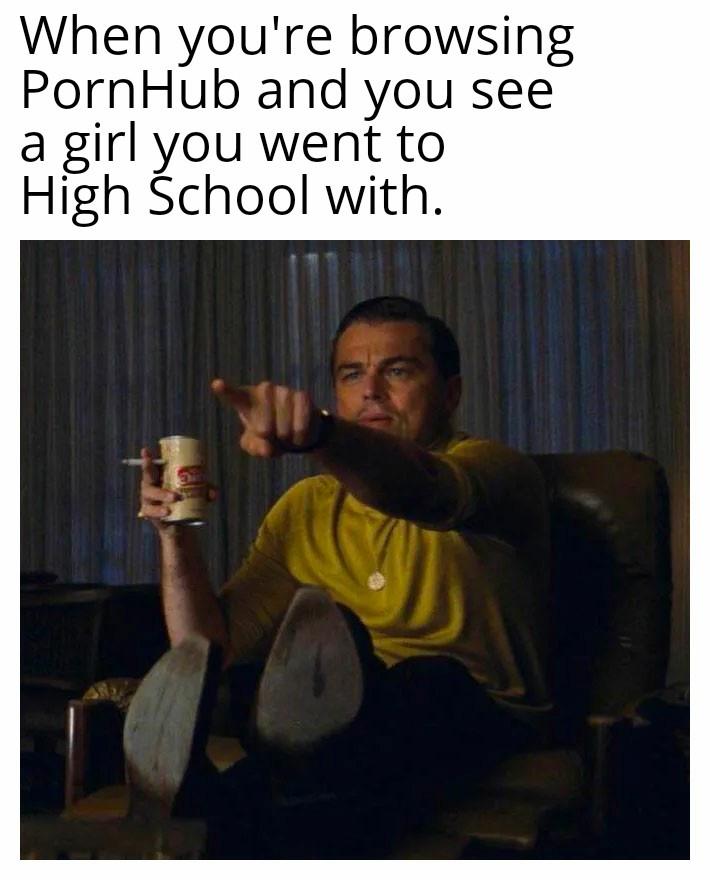 When you're browsing
PornHub and you see
a girl you went to
High School with.